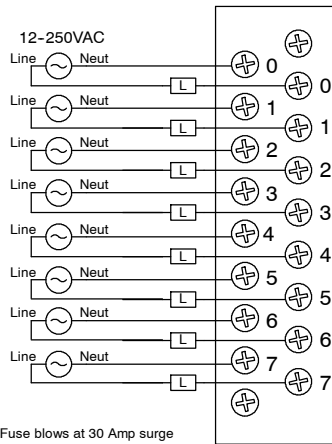 12-250VAC
Line Neut 0
L 0
Line Neut 1
L 1
Line Neut 2
L 2
Line Neut 3
L 3
Line Neut 4
L 4
Line Neut 5
L 5
Line Neut 6
L 6
Line Neut 7
L 7
Fuse blows at 30 Amp surge